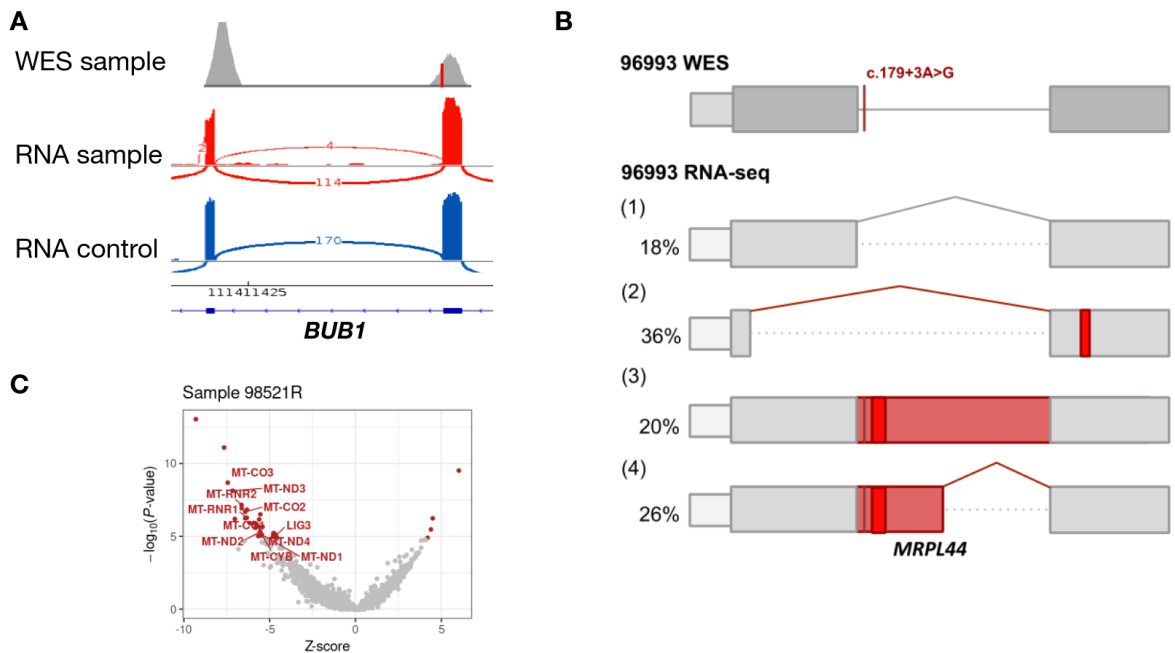 A
WES sample
RNA sample
2
4
114
RNA control
170
111411425
BUB1
B
96993 WES
c.179+3A>G
96993 RNA-seq
(1)
18%
(2)
36%
(3)
20%
(4)
26%
MRPL44
C
Sample 98521R
−log10(P-value)
10
5
0
MT-CO3
MT-ND3
MT-RNR2
MT-RNR1
MT-CO2
LIG3
MT-ND2
MT-ND4
MT-CYB
MT-ND1
-10
-5
0
5
Z-score